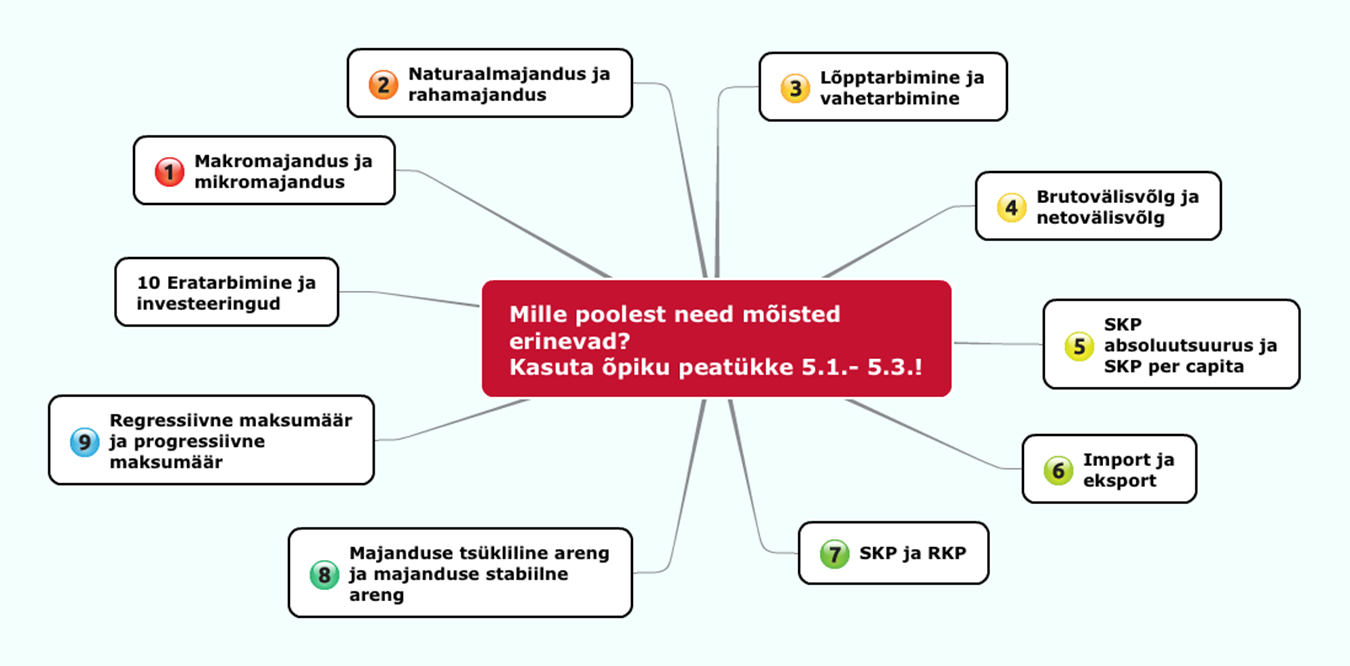 Mille poolest need mõisted
erinevad?
Kasuta õpiku peatükke 5.1.- 5.3.!
1 Makromajandus ja
mikromajandus
2 Naturaalmajandus ja
rahamajandus
3 Lõpptarbimine ja
vahetarbimine
4 Brutovälisvõlg ja
netovälisvõlg
5 SKP
absoluutsuurus ja
SKP per capita
6 Import ja
eksport
7 SKP ja RKP
8 Majanduse tsükliline areng
ja majanduse stabiilne
areng
9 Regressiivne maksumäär
ja progressiivne
maksumäär
10 Eratarbimine ja
investeeringud